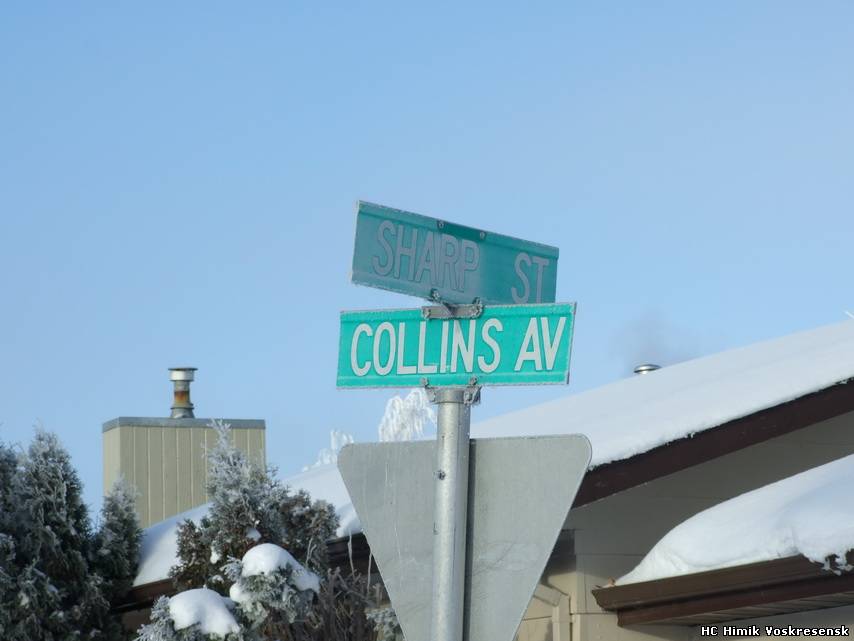 SHARP ST
COLLINS AV
HC Himik Voskresensk